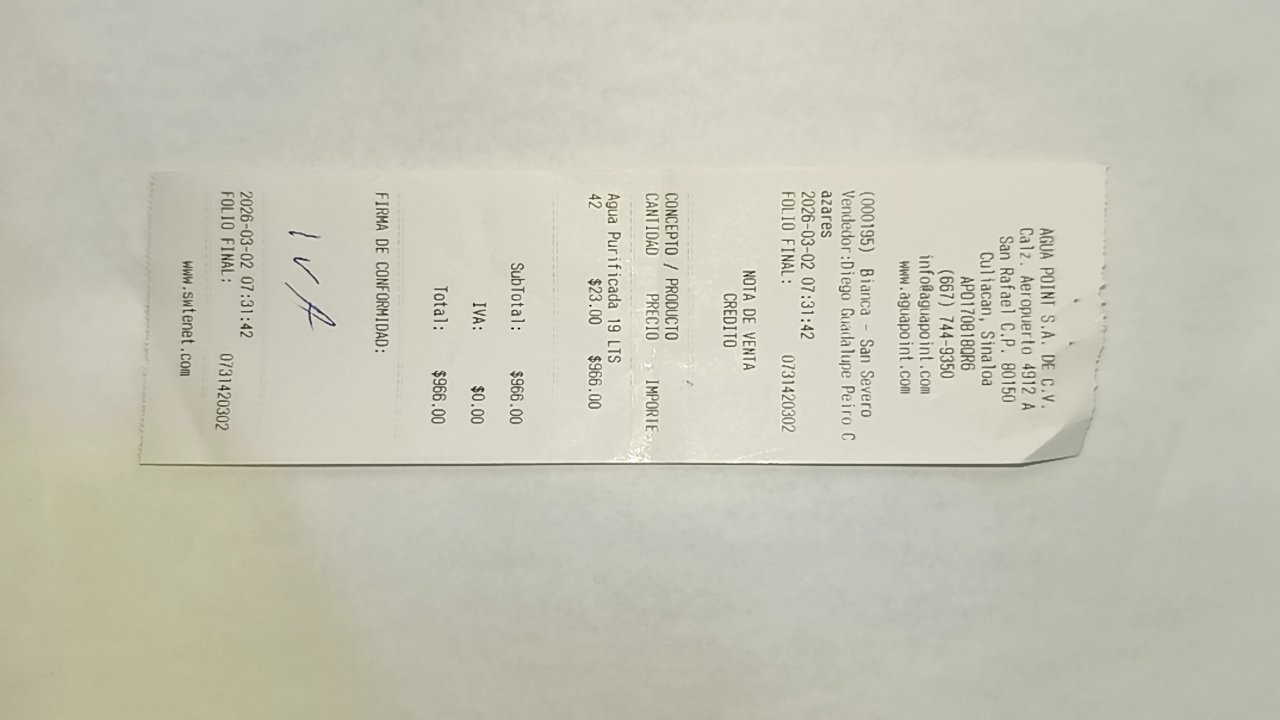 AGUA POINT S.A. DE C.V.
Calz. Aeropuerto 4912 A
San Rafael C.P. 80150
Culiacan, Sinaloa
APO170818QR6
(667) 744-9350
info@aguapoint.com
www.aguapoint.com
(000195) Bianca - San Severo
Vendedor:Diego Guadalupe Peiro C
azares
2026-03-02 07:31:42
FOLIO FINAL: 0731420302
NOTA DE VENTA
CREDITO
CONCEPTO / PRODUCTO
CANTIDAD PRECIO IMPORTE
Agua Purificada 19 LTS
42 $23.00 $966.00
SubTotal: $966.00
IVA: $0.00
Total: $966.00
FIRMA DE CONFORMIDAD:
2026-03-02 07:31:42
FOLIO FINAL: 0731420302
www.swtenet.com